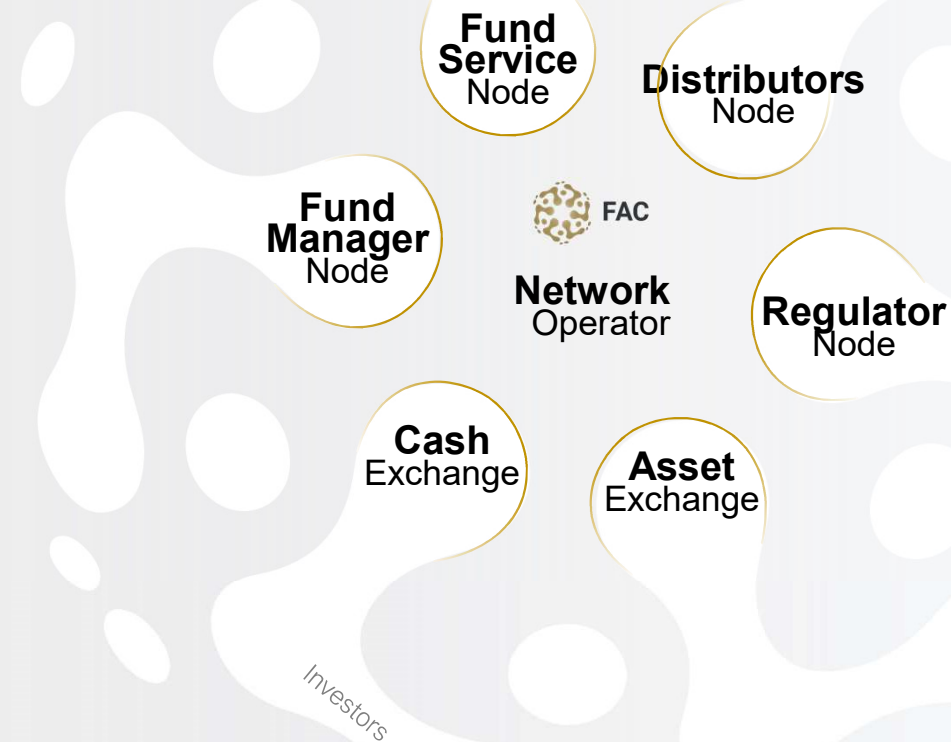 Fund
Service
Node
Distributors
Node
Fund
Manager
Node
FAC
Network
Operator
Regulator
Node
Cash
Exchange
Asset
Exchange
Investors